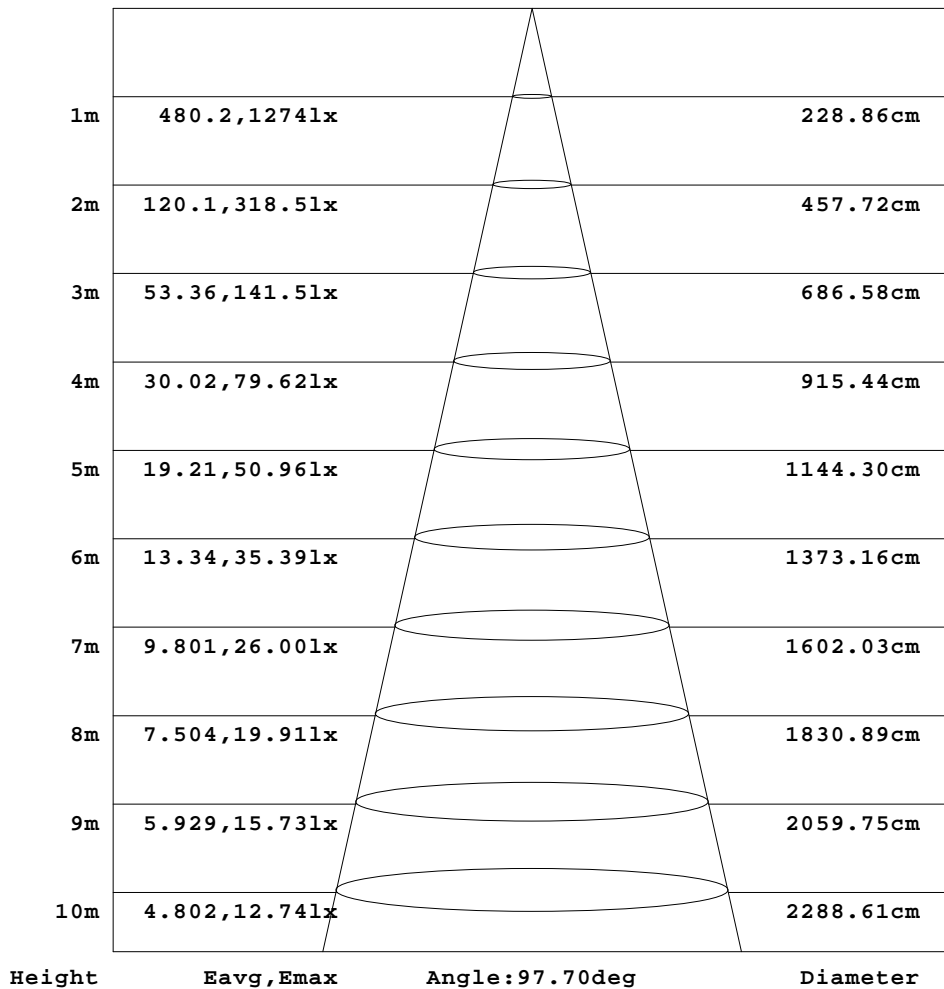 1m 480.2,1274lx 228.86cm
2m 120.1,318.5lx 457.72cm
3m 53.36,141.5lx 686.58cm
4m 30.02,79.62lx 915.44cm
5m 19.21,50.96lx 1144.30cm
6m 13.34,35.39lx 1373.16cm
7m 9.801,26.00lx 1602.03cm
8m 7.504,19.91lx 1830.89cm
9m 5.929,15.73lx 2059.75cm
10m 4.802,12.74lx 2288.61cm
Height Eavg,Emax Angle:97.70deg Diameter